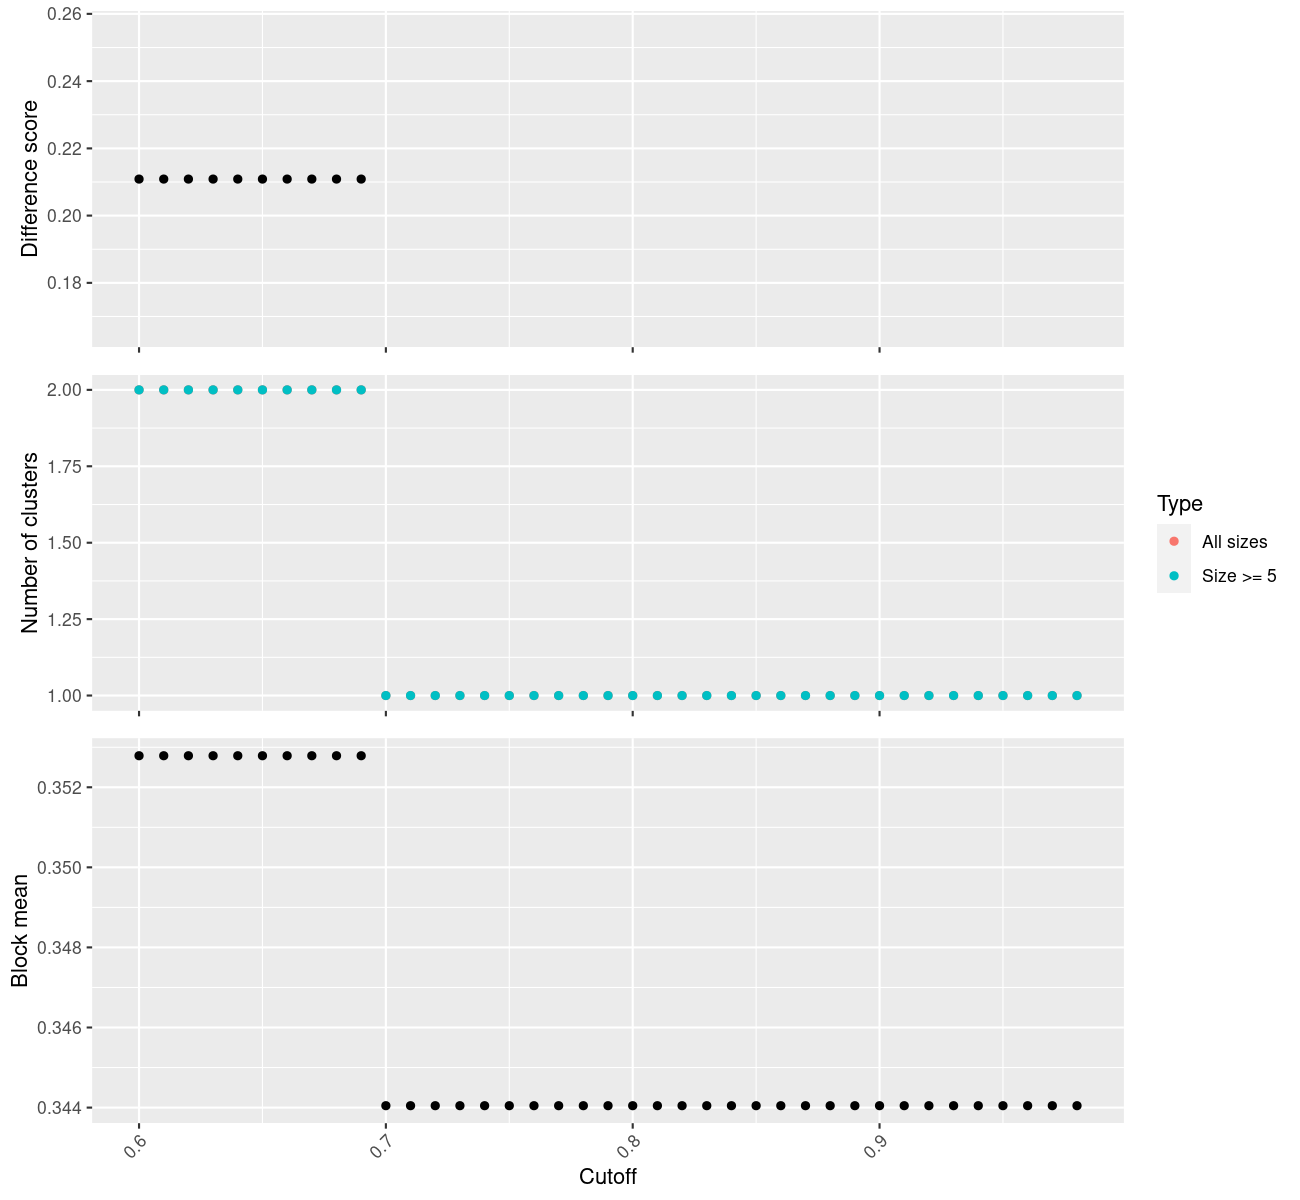 Difference score
0.26
0.24
0.22
0.20
0.18
Number of clusters
2.00
1.75
1.50
1.25
1.00
Type
All sizes
Size >= 5
Block mean
0.352
0.350
0.348
0.346
0.344
0.6
0.7
0.8
0.9
Cutoff